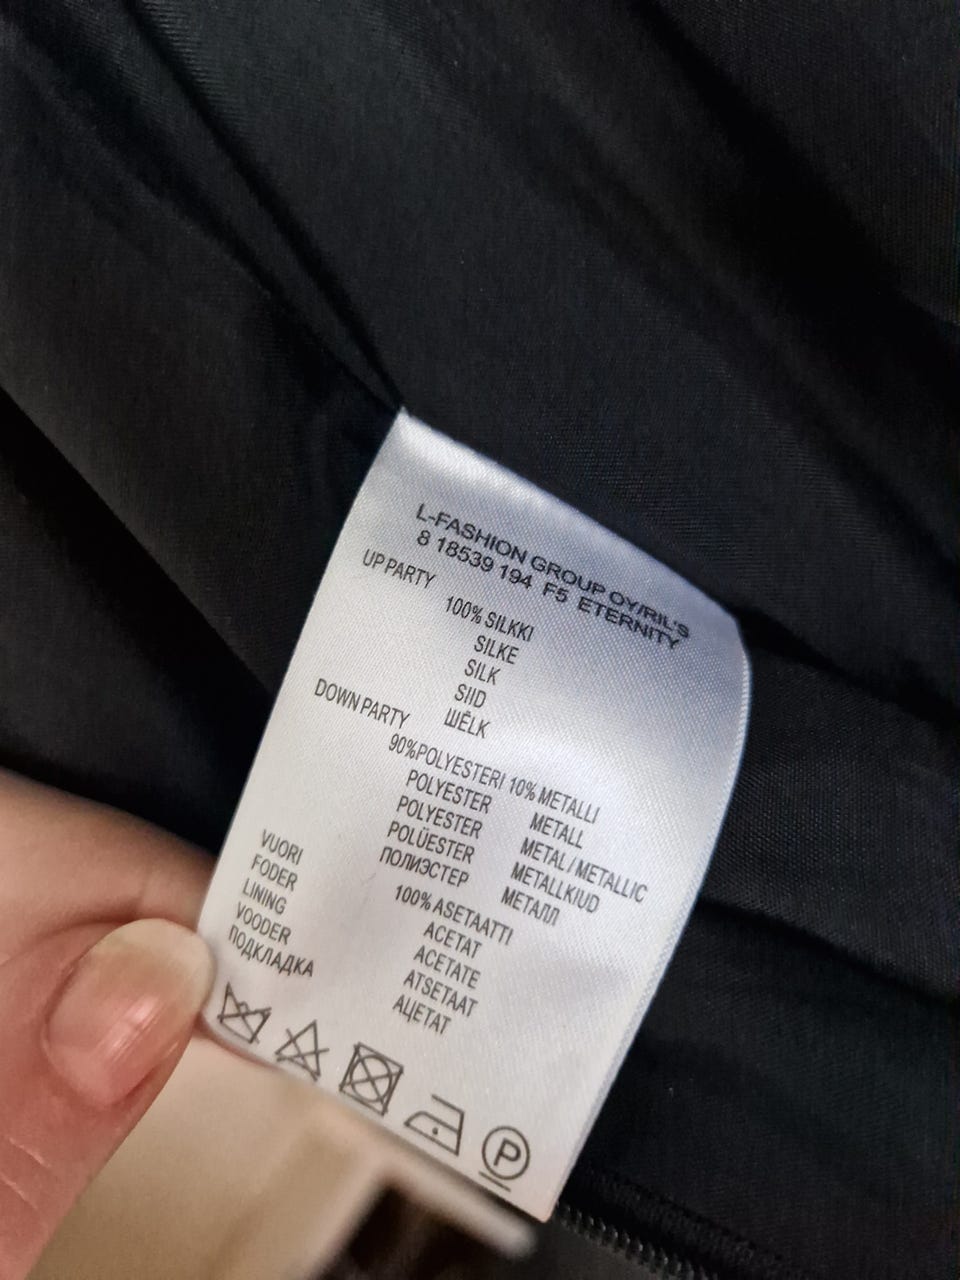 L-FASHION GROUP OY/RIL'S
8 18539 194 F5 ETERNITY
UP PARTY
100% SILKKI
SILKE
SILK
SIID
ШĒLK
DOWN PARTY
90%POLYESTERI 10% METALLI
POLYESTER METALL
POLYESTER METAL / METALLIC
POLÜESTER METALLKIUD
ПОЛИЭСТЕР МЕТАЛЛ
VUORI 100% ASETAATTI
FODER ACETAT
LINING ACETATE
VOODER ATSETAAT
ПОДКЛАДКА АЦЕТАТ
P